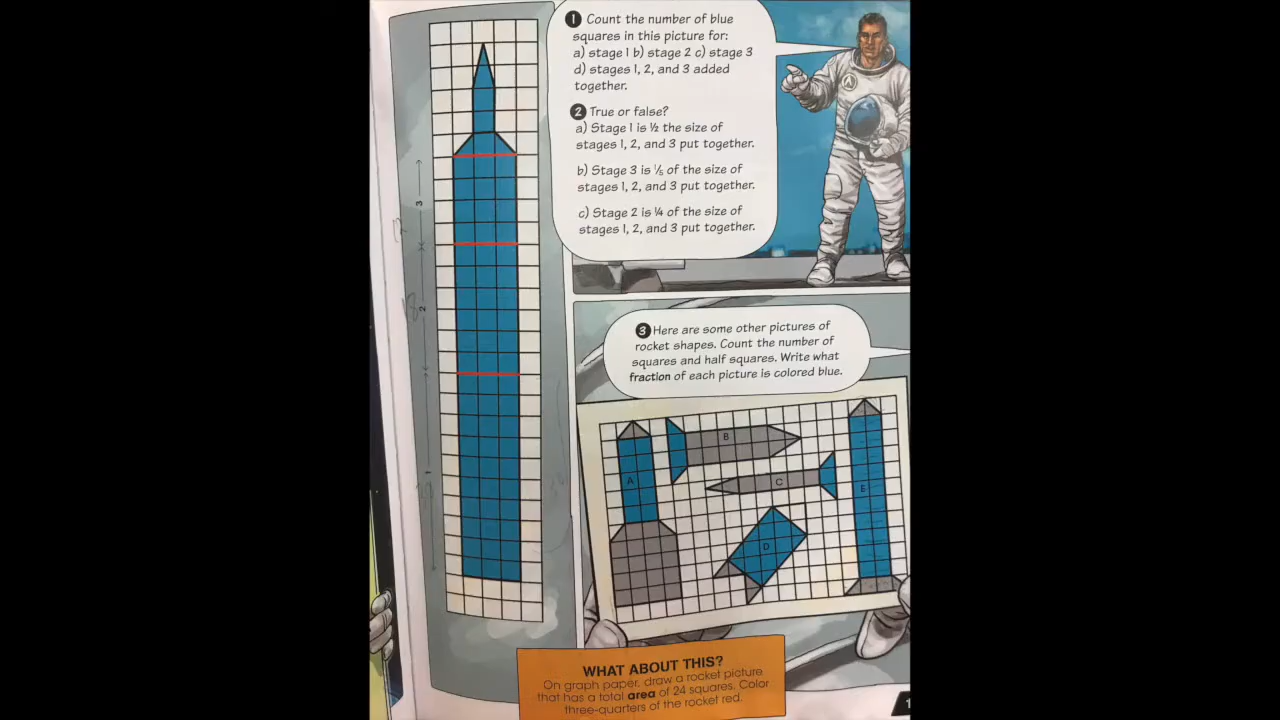 1 Count the number of blue
squares in this picture for:
a) stage 1 b) stage 2 c) stage 3
d) stages 1, 2, and 3 added
together.
2 True or false?
a) Stage 1 is ½ the size of
stages 1, 2, and 3 put together.
b) Stage 3 is ⅕ of the size of
stages 1, 2, and 3 put together.
c) Stage 2 is ¼ of the size of
stages 1, 2, and 3 put together.
3
2
1
3 Here are some other pictures of
rocket shapes. Count the number of
squares and half squares. Write what
fraction of each picture is colored blue.
A
B
C
D
E
WHAT ABOUT THIS?
On graph paper, draw a rocket picture
that has a total area of 24 squares. Color
three-quarters of the rocket red.